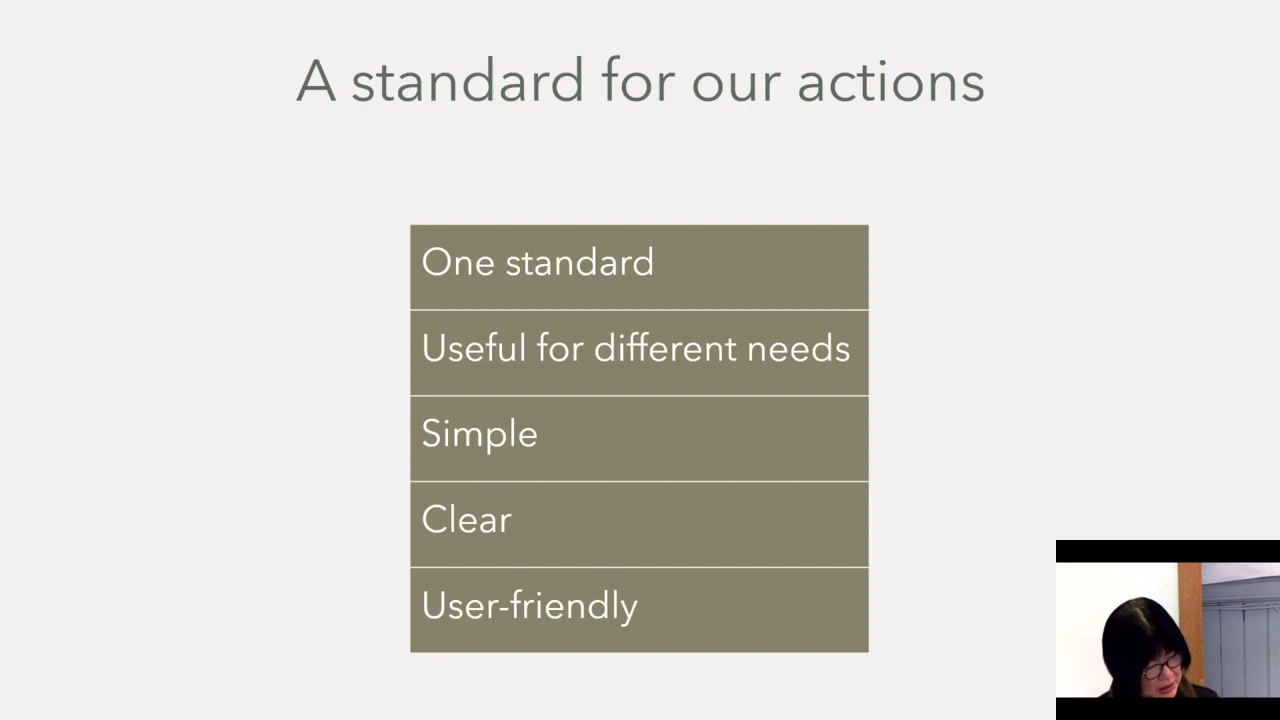 A standard for our actions
One standard
Useful for different needs
Simple
Clear
User-friendly